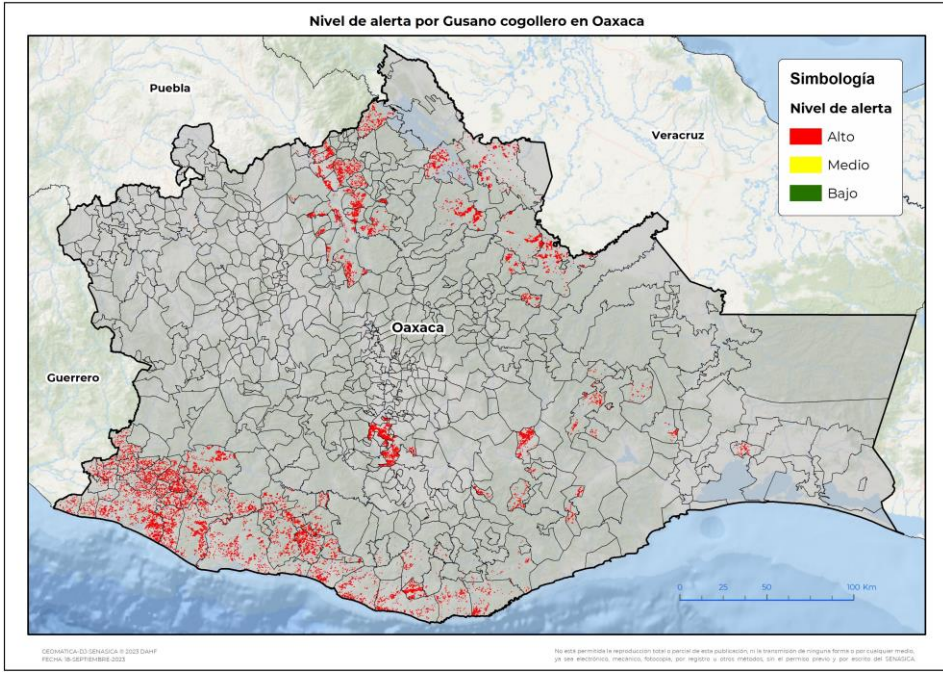 Nivel de alerta por Gusano cogollero en Oaxaca
Puebla
Veracruz
Simbología
Nivel de alerta
Alto
Medio
Bajo
Oaxaca
Guerrero
0 25 50 100 Km
GEOMATICA-DJ-SENASICA © 2023 DAHF
FECHA: 18-SEPTIEMBRE-2023
No está permitida la reproducción total o parcial de esta publicación, ni la transmisión de ninguna forma o por cualquier medio,
ya sea electrónico, mecánico, fotocopia, por registro u otros métodos, sin el permiso previo y por escrito del SENASICA.